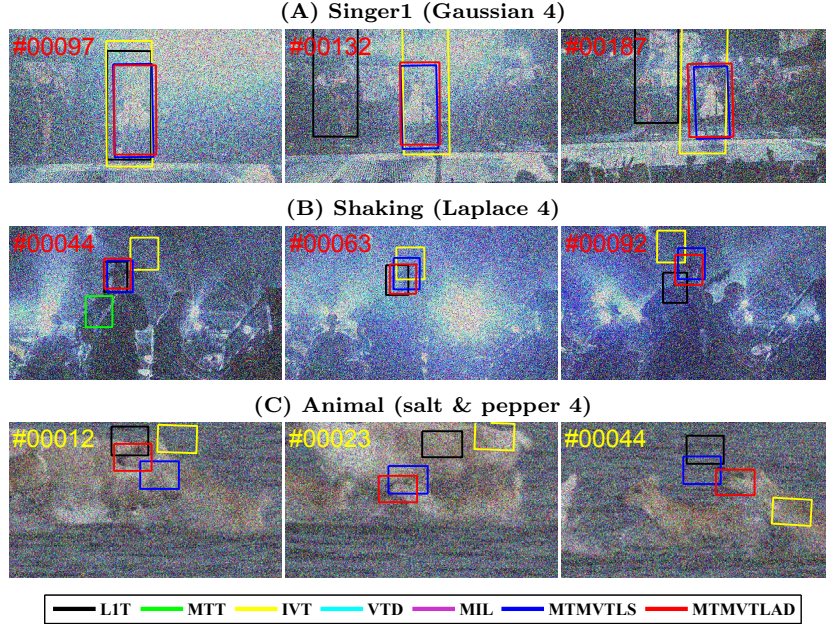 (A) Singer1 (Gaussian 4)
#00097 #00132 #00187
(B) Shaking (Laplace 4)
#00044 #00063 #00092
(C) Animal (salt & pepper 4)
#00012 #00023 #00044
L1T MTT IVT VTD MIL MTMVTLS MTMVTLAD